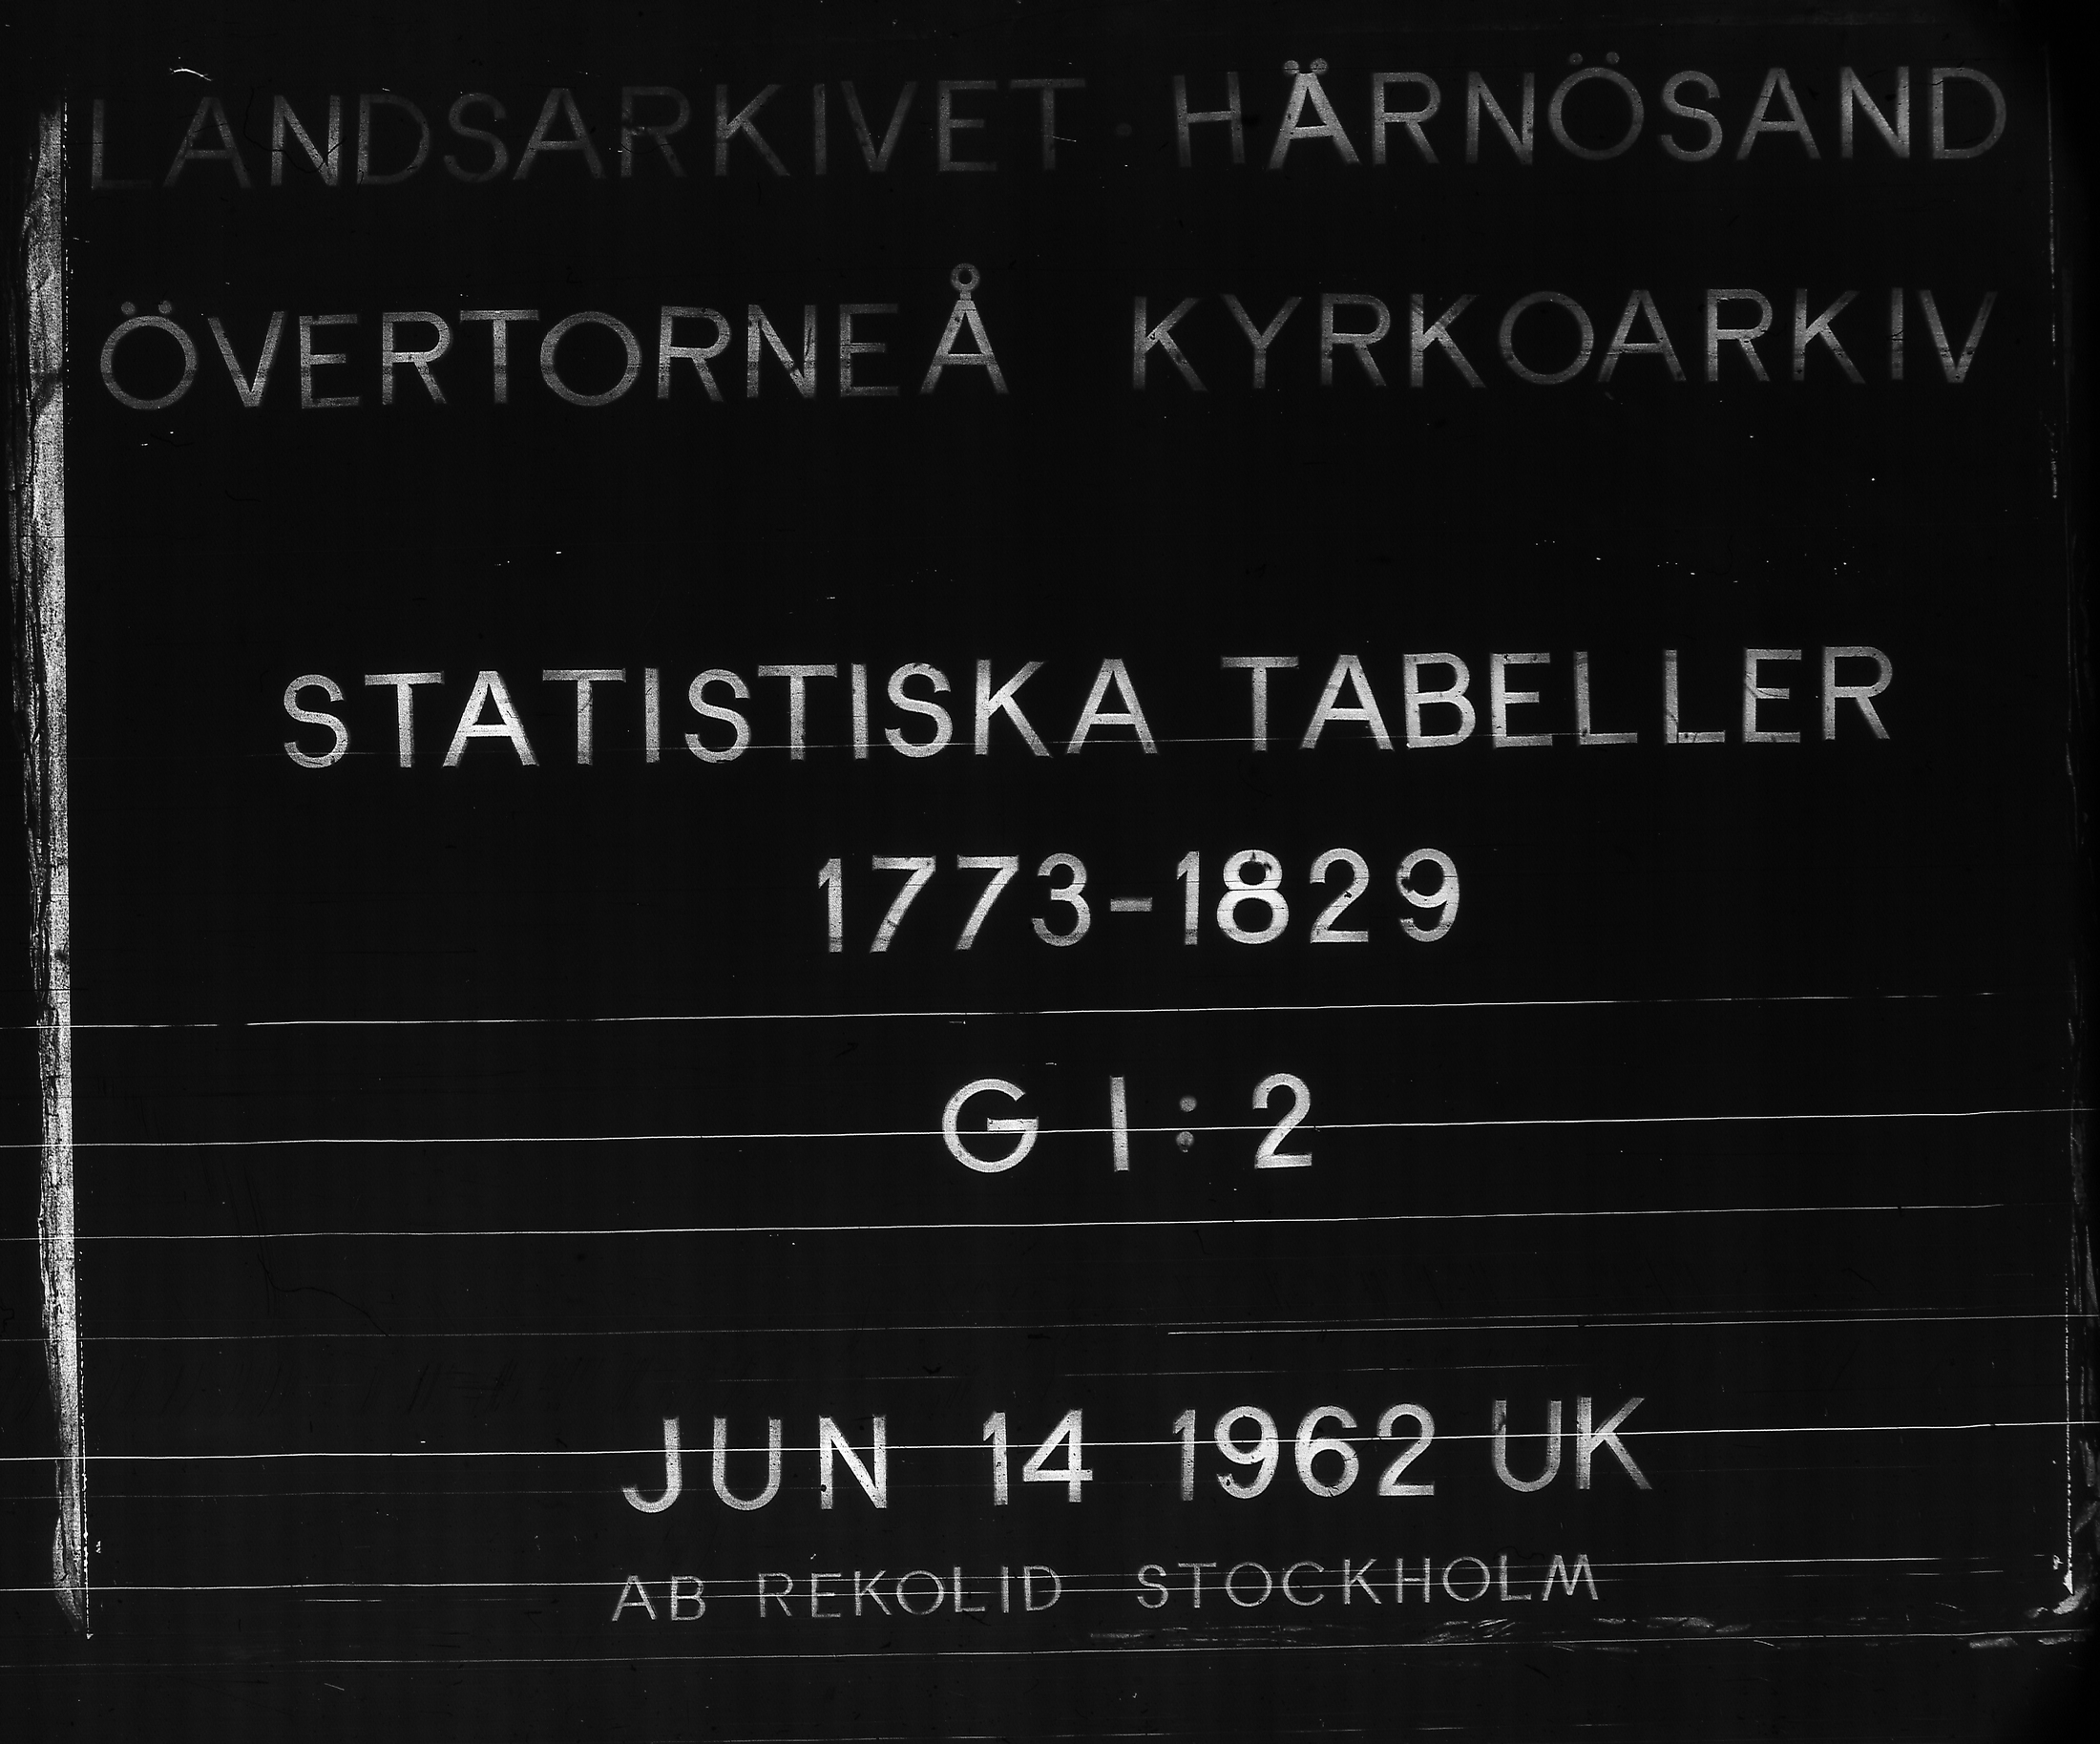 LANDSARKIVET · HÄRNÖSAND
ÖVERTORNEÅ KYRKOARKIV
STATISTISKA TABELLER
1773-1829
G I : 2
JUN 14 1962 UK
AB REKOLID STOCKHOLM